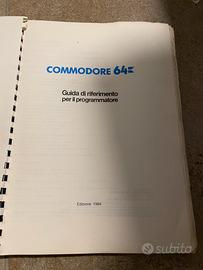 COMMODORE 64
Guida di riferimento
per il programmatore
Edizione 1984
subito